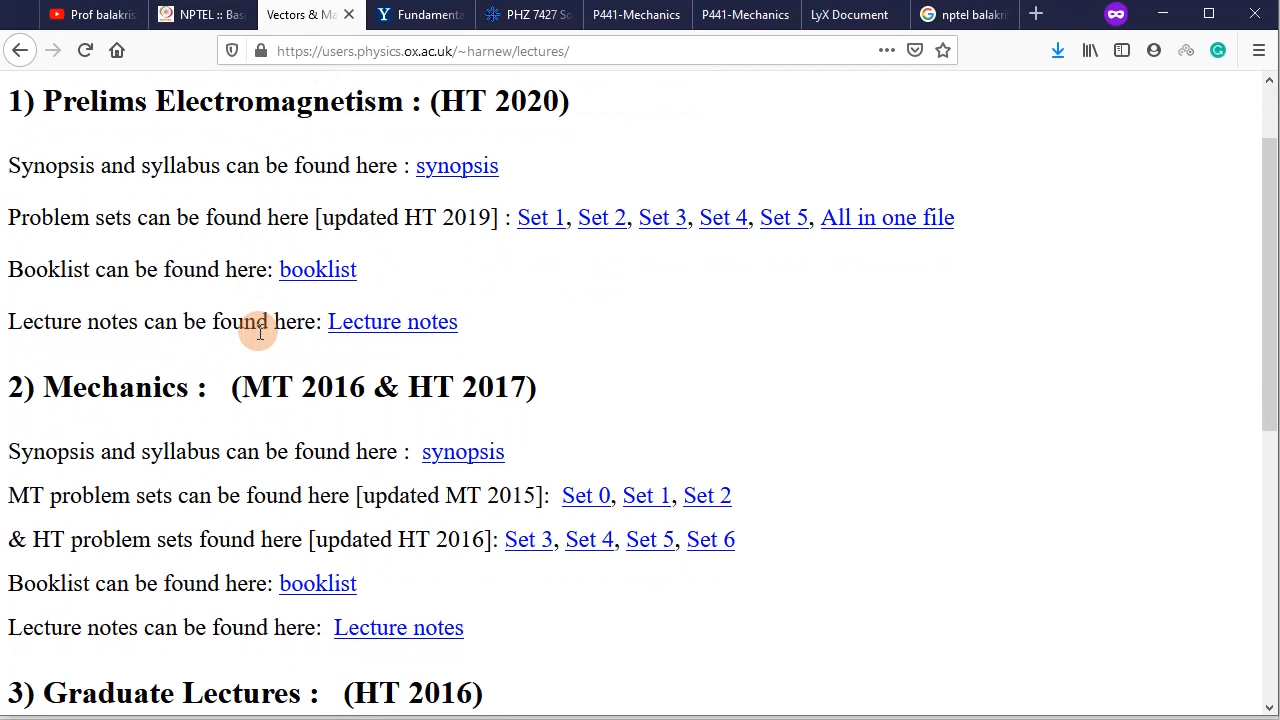 Prof balakris
NPTEL :: Basi
Vectors & Ma
Fundamenta
PHZ 7427 So
P441-Mechanics
P441-Mechanics
LyX Document
nptel balakri
https://users.physics.ox.ac.uk/~harnew/lectures/
1) Prelims Electromagnetism : (HT 2020)
Synopsis and syllabus can be found here : synopsis
Problem sets can be found here [updated HT 2019] : Set 1, Set 2, Set 3, Set 4, Set 5, All in one file
Booklist can be found here: booklist
Lecture notes can be found here: Lecture notes
2) Mechanics : (MT 2016 & HT 2017)
Synopsis and syllabus can be found here : synopsis
MT problem sets can be found here [updated MT 2015]: Set 0, Set 1, Set 2
& HT problem sets found here [updated HT 2016]: Set 3, Set 4, Set 5, Set 6
Booklist can be found here: booklist
Lecture notes can be found here: Lecture notes
3) Graduate Lectures : (HT 2016)